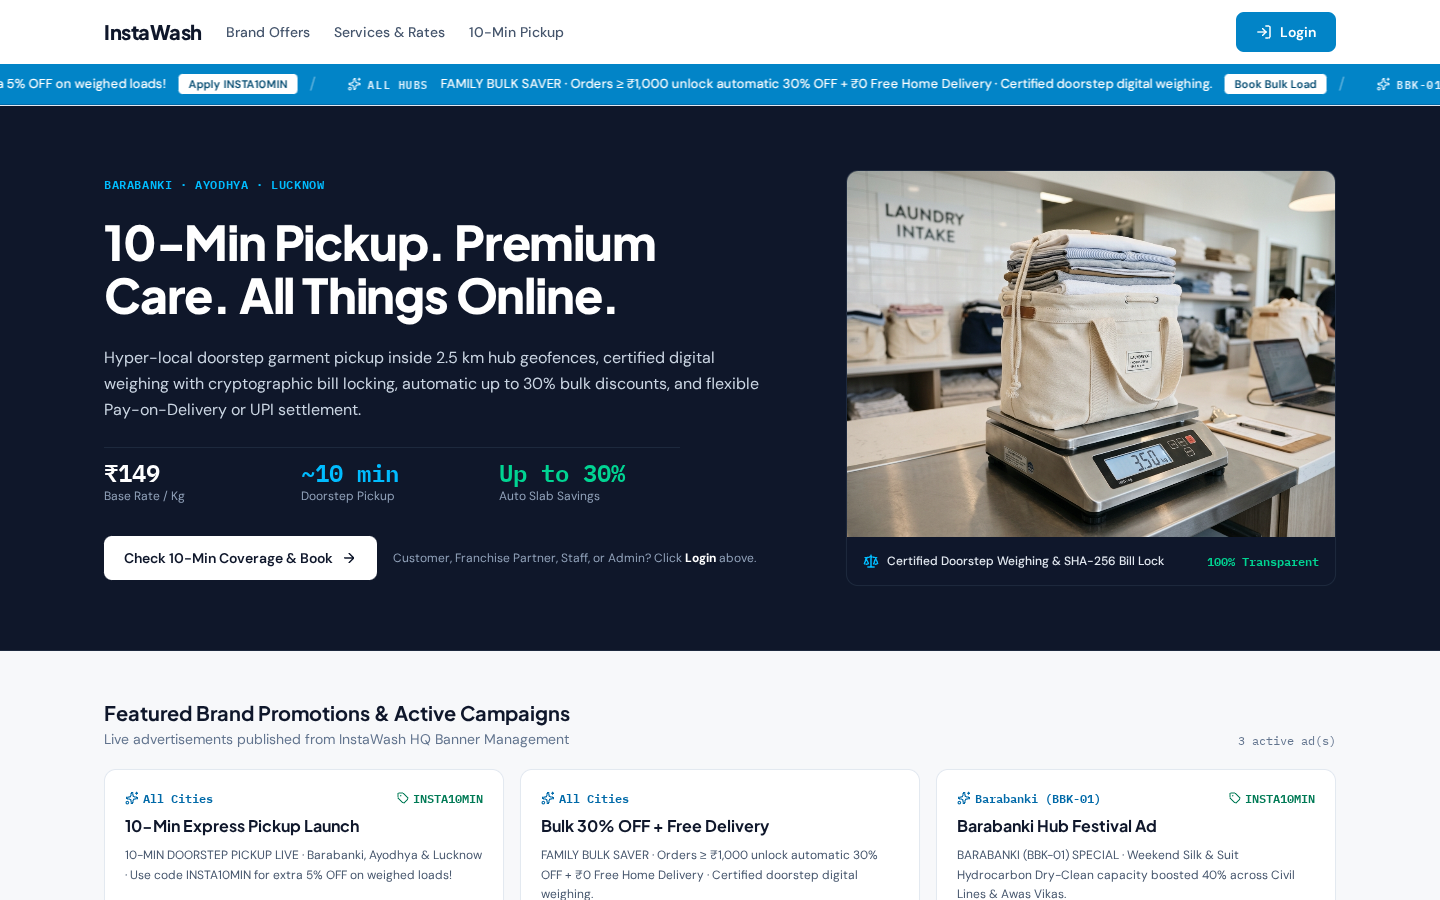 InstaWash
Brand Offers
Services & Rates
10-Min Pickup
Login
a 5% OFF on weighed loads!
Apply INSTA10MIN
/
ALL HUBS
FAMILY BULK SAVER · Orders ≥ ₹1,000 unlock automatic 30% OFF + ₹0 Free Home Delivery · Certified doorstep digital weighing.
Book Bulk Load
/
BBK-01
BARABANKI · AYODHYA · LUCKNOW
10-Min Pickup. Premium
Care. All Things Online.
Hyper-local doorstep garment pickup inside 2.5 km hub geofences, certified digital
weighing with cryptographic bill locking, automatic up to 30% bulk discounts, and flexible
Pay-on-Delivery or UPI settlement.
₹149
Base Rate / Kg
~10 min
Doorstep Pickup
Up to 30%
Auto Slab Savings
Check 10-Min Coverage & Book
Customer, Franchise Partner, Staff, or Admin? Click Login above.
LAUNDRY
INTAKE
3.50
Certified Doorstep Weighing & SHA-256 Bill Lock
100% Transparent
Featured Brand Promotions & Active Campaigns
Live advertisements published from InstaWash HQ Banner Management
3 active ad(s)
All Cities
INSTA10MIN
10-Min Express Pickup Launch
10-MIN DOORSTEP PICKUP LIVE · Barabanki, Ayodhya & Lucknow
· Use code INSTA10MIN for extra 5% OFF on weighed loads!
All Cities
Bulk 30% OFF + Free Delivery
FAMILY BULK SAVER · Orders ≥ ₹1,000 unlock automatic 30%
OFF + ₹0 Free Home Delivery · Certified doorstep digital
weighing.
Barabanki (BBK-01)
INSTA10MIN
Barabanki Hub Festival Ad
BARABANKI (BBK-01) SPECIAL · Weekend Silk & Suit
Hydrocarbon Dry-Clean capacity boosted 40% across Civil
Lines & Awas Vikas.